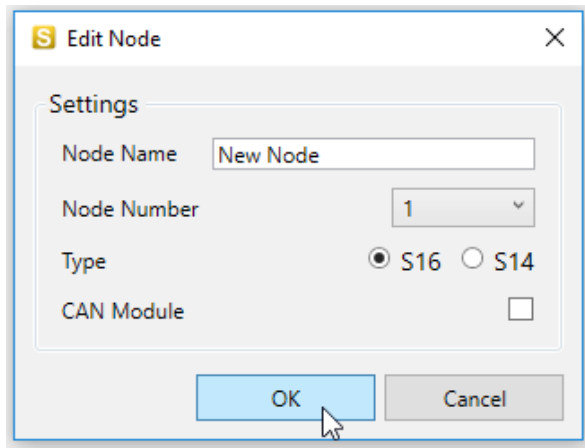 S Edit Node
Settings
Node Name New Node
Node Number 1
Type S16 S14
CAN Module
OK Cancel